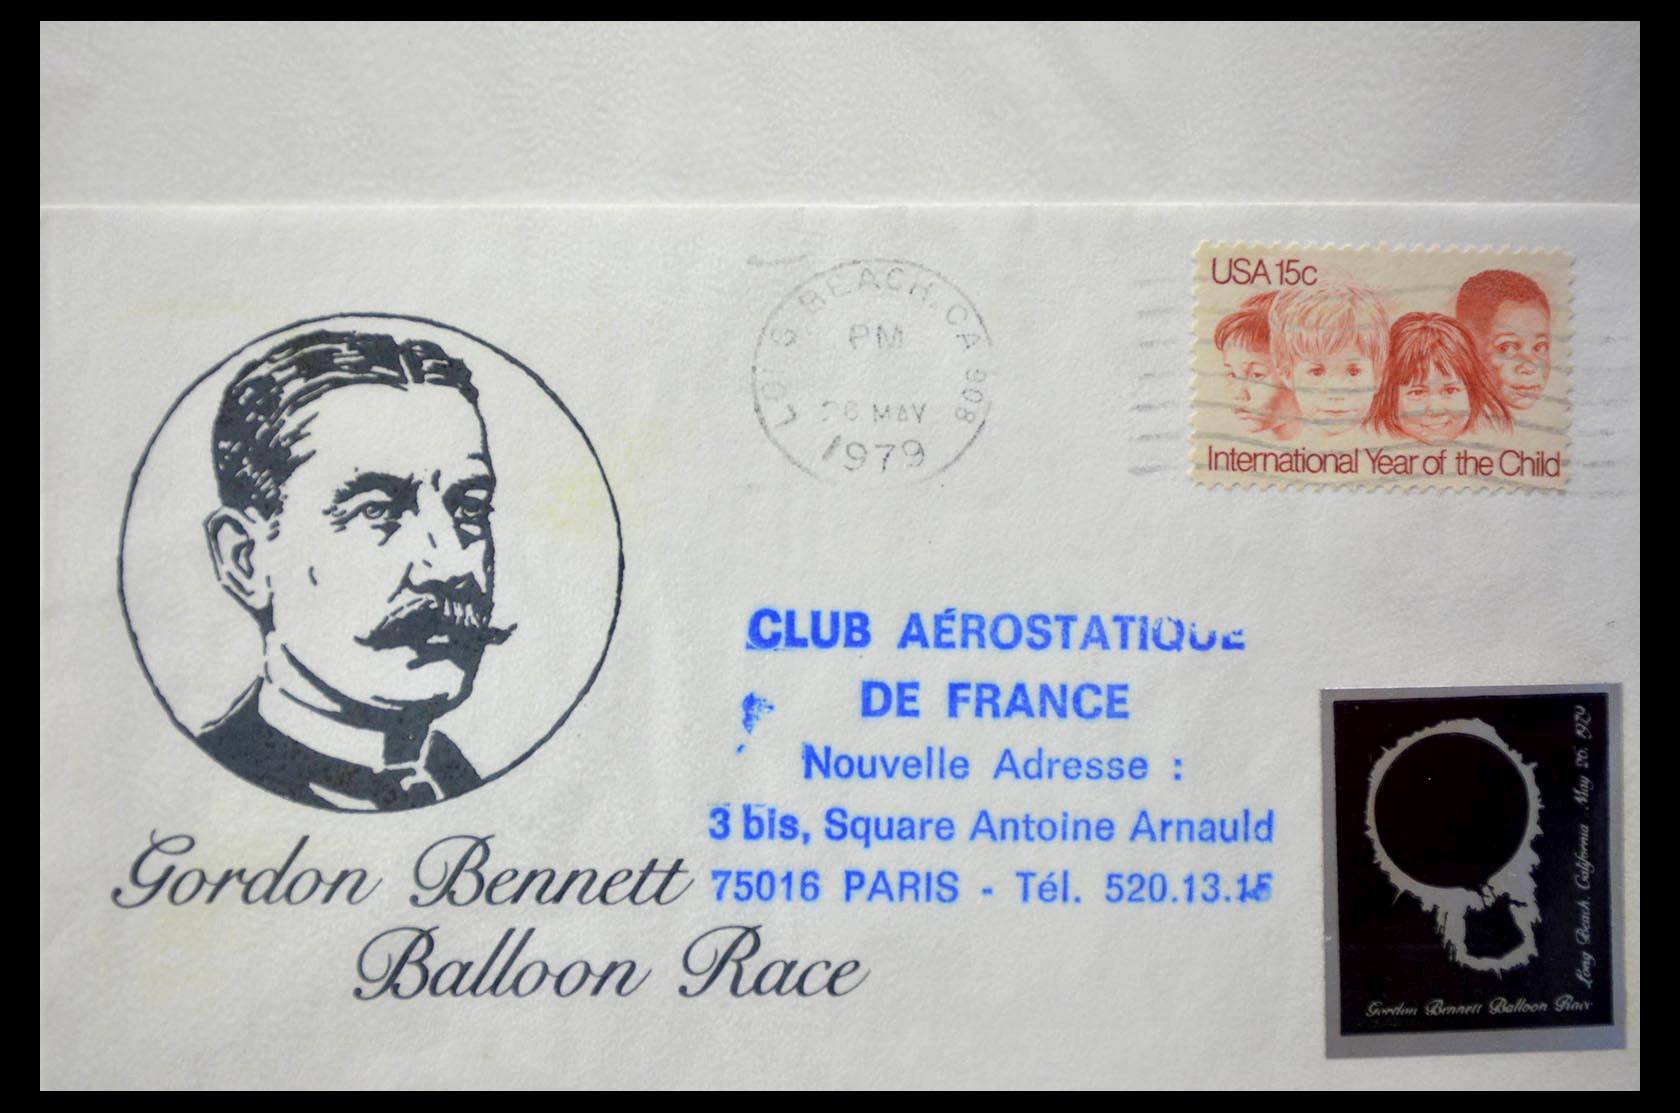 USA 15c
International Year of the Child
BEACH, CA 908
PM
26 MAY
1979
CLUB AÉROSTATIQUE
DE FRANCE
Nouvelle Adresse :
3 bis, Square Antoine Arnauld
75016 PARIS - Tél. 520.13.15
Gordon Bennett
Balloon Race
Long Beach, California May 26, 1979
Gordon Bennett Balloon Race